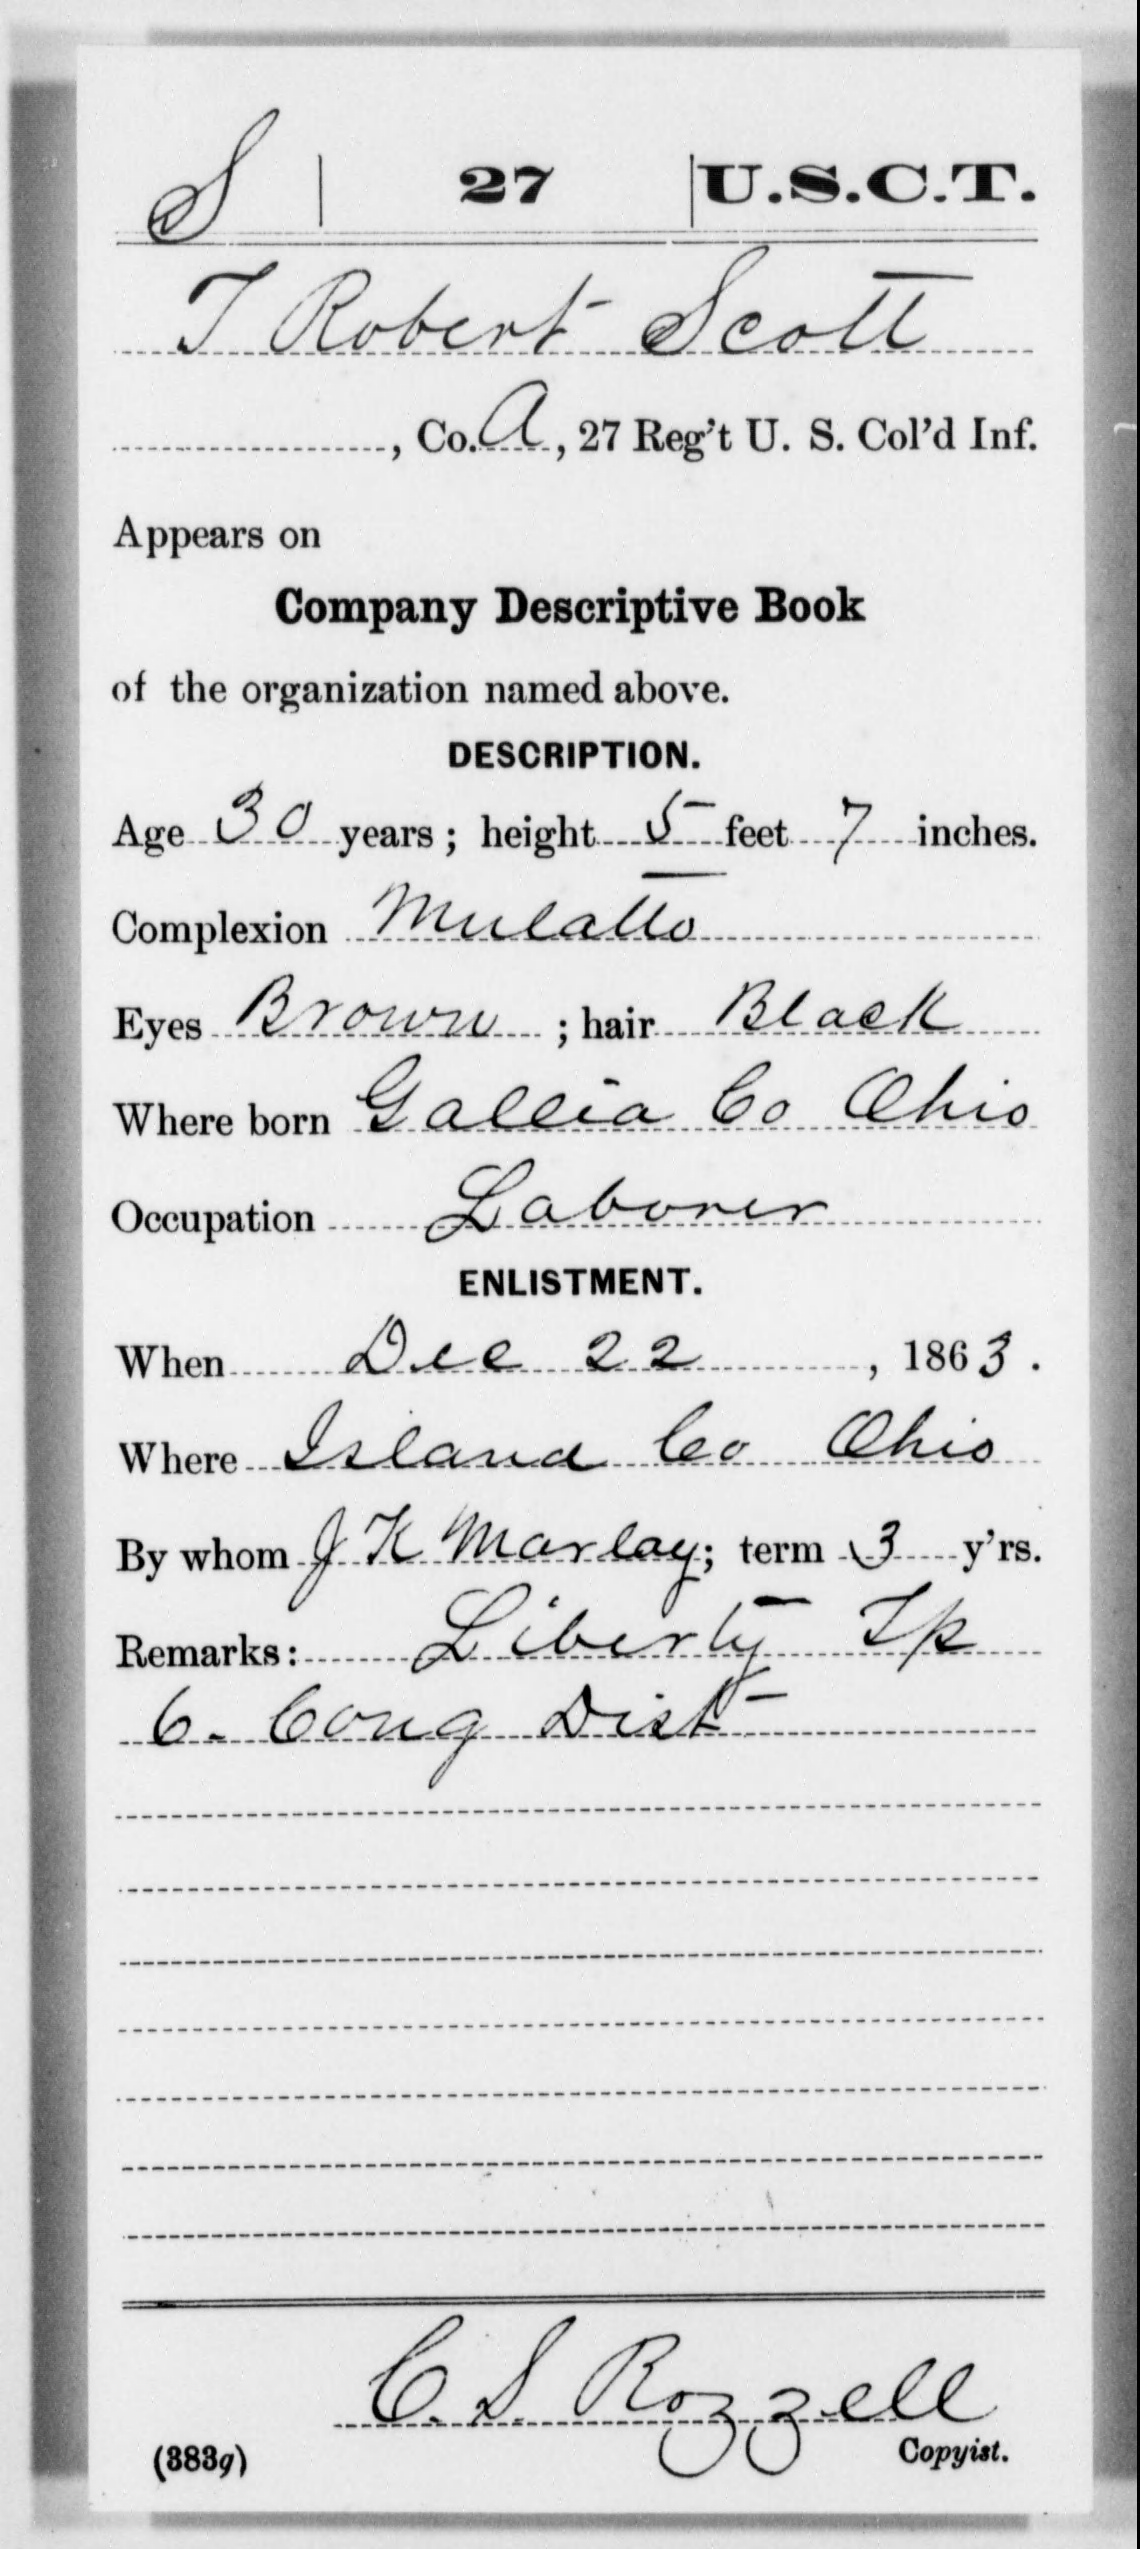 S | 27 | U.S.C.T.
T Robert Scott
, Co. A, 27 Reg't U. S. Col'd Inf.
Appears on
Company Descriptive Book
of the organization named above.
DESCRIPTION.
Age 30 years; height 5 feet 7 inches.
Complexion Mulatto
Eyes Brown; hair Black
Where born Gallia Co Ohio
Occupation Laborer
ENLISTMENT.
When Dec 22, 1863.
Where Island Co Ohio
By whom J K Marlay; term 3 y'rs.
Remarks: Liberty Tp
6. Cong Dist
C. S. Rozzell
(383g) Copyist.